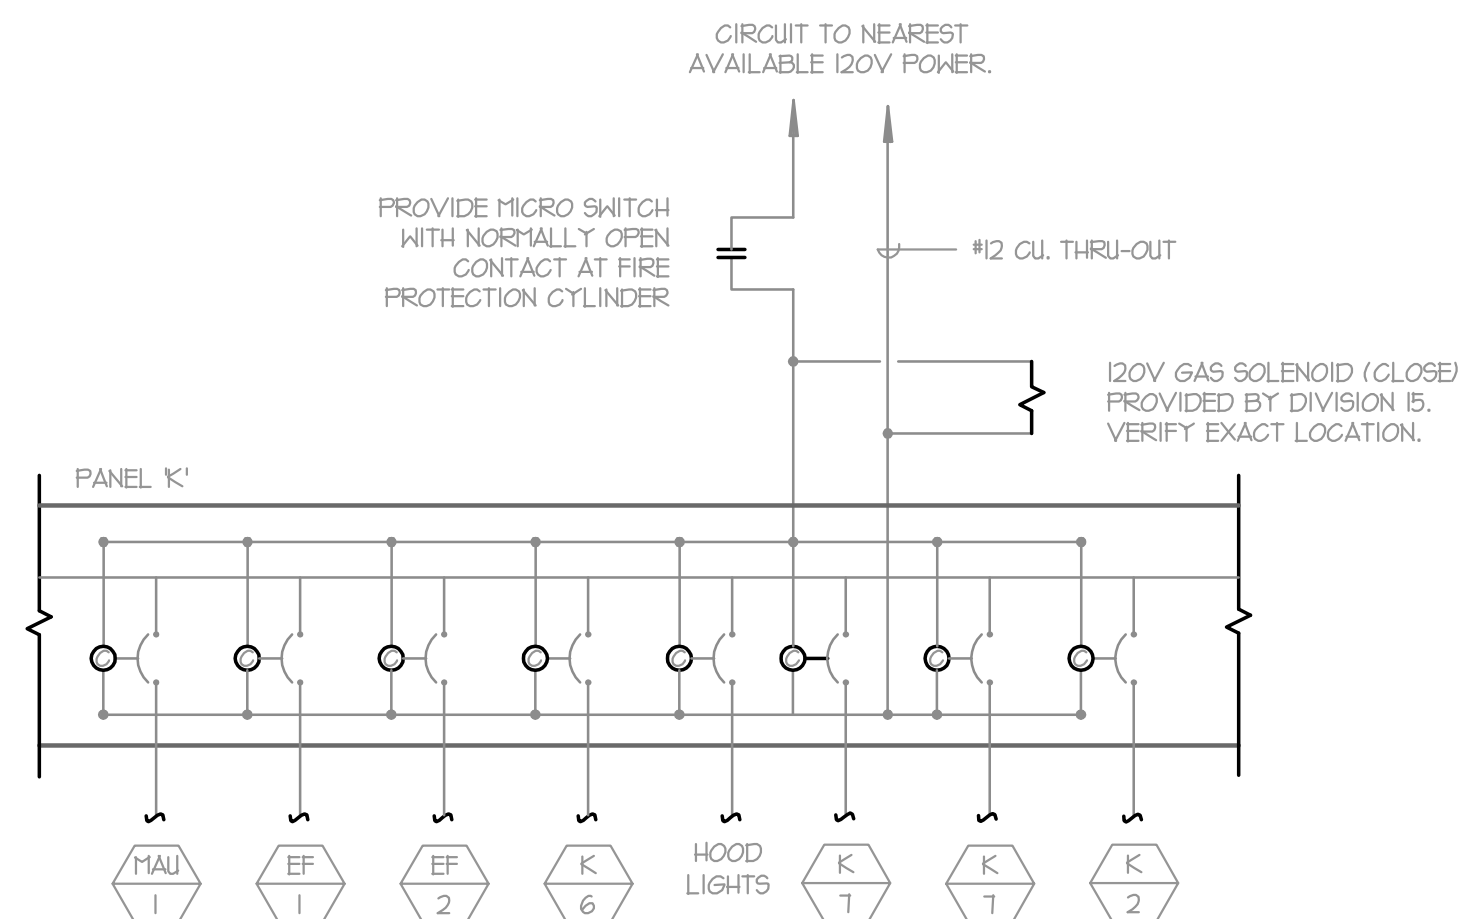 CIRCUIT TO NEAREST
AVAILABLE 120V POWER.
PROVIDE MICRO SWITCH
WITH NORMALLY OPEN
CONTACT AT FIRE
PROTECTION CYLINDER
#12 CU. THRU-OUT
120V GAS SOLENOID (CLOSE)
PROVIDED BY DIVISION 15.
VERIFY EXACT LOCATION.
PANEL 'K'
C C C C C C C C
MAU
1
EF
1
EF
2
K
6
HOOD
LIGHTS
K
7
K
7
K
2